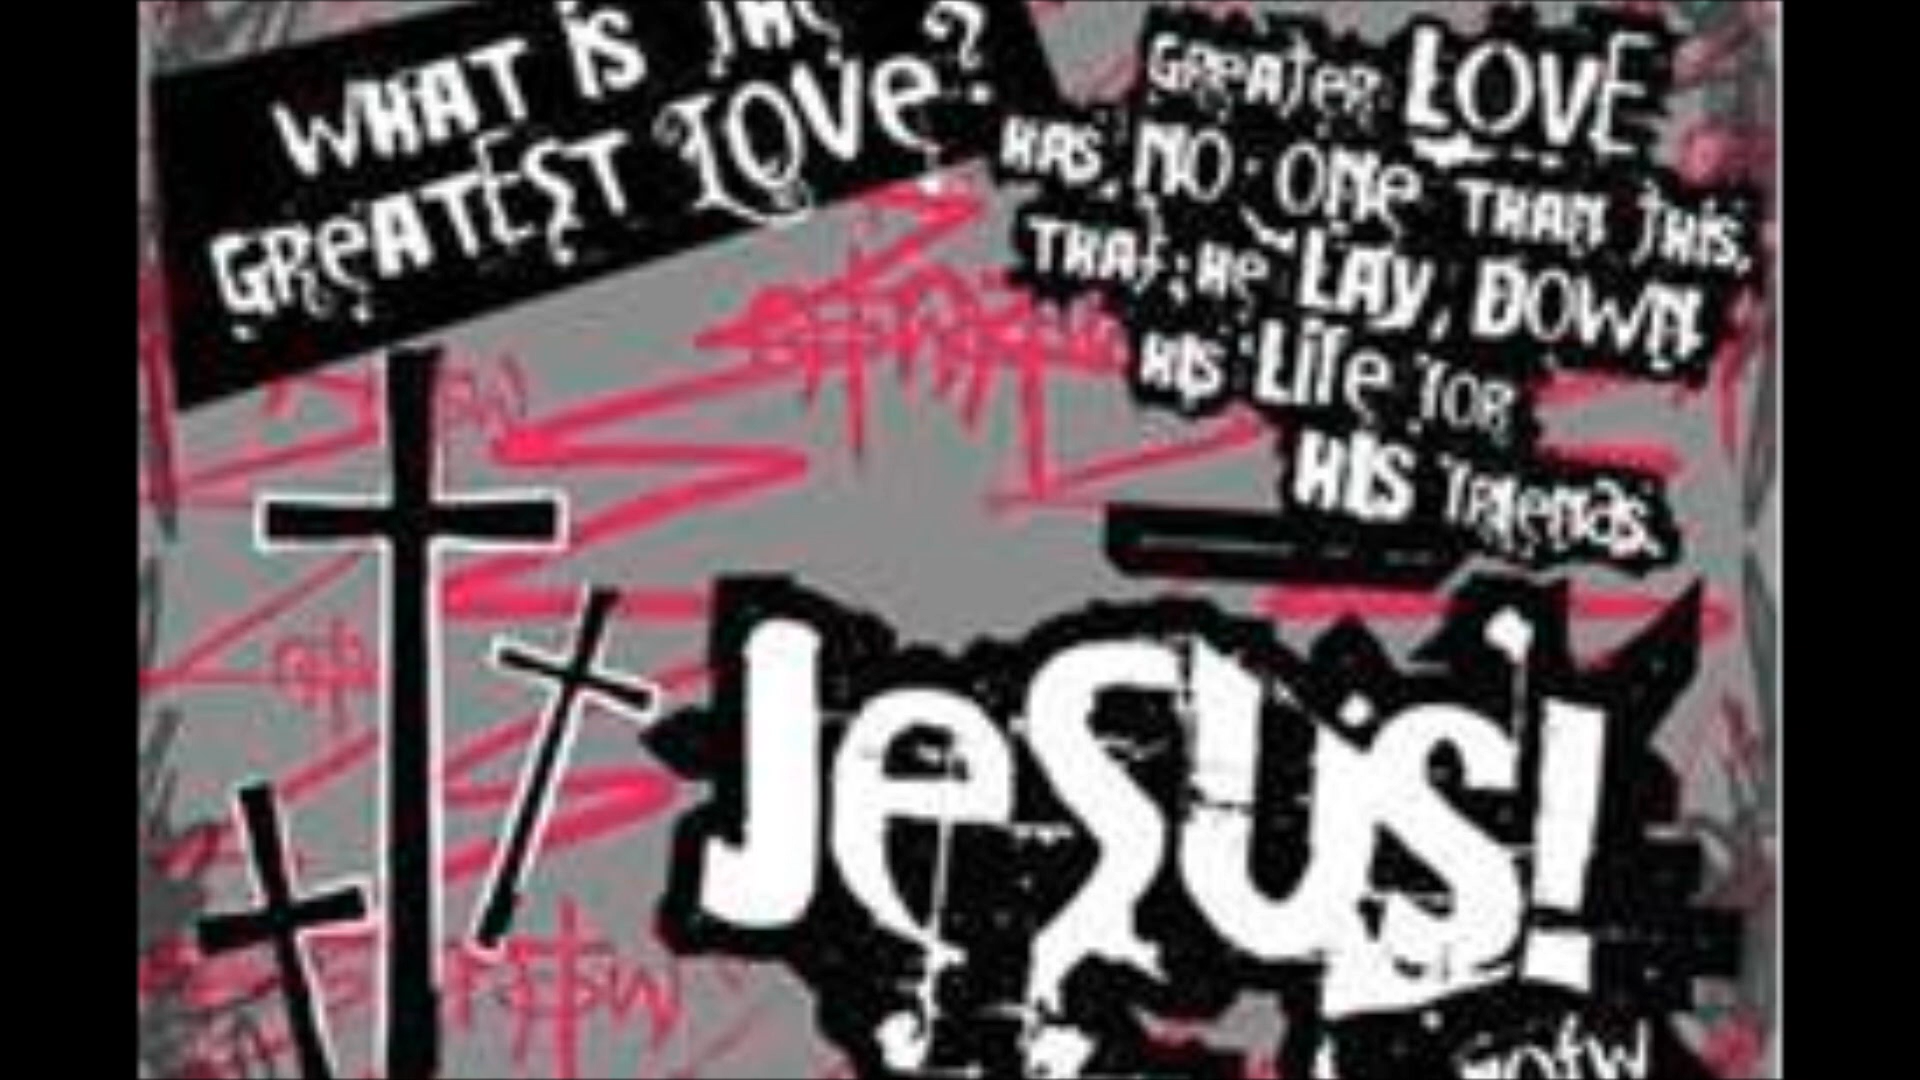 WHAT IS THE
GREATEST LOVE?
GREATER LOVE
HAS NO ONE THAN THIS,
THAT HE LAY DOWN
HIS LIFE FOR
HIS FRIENDS.
JESUS!